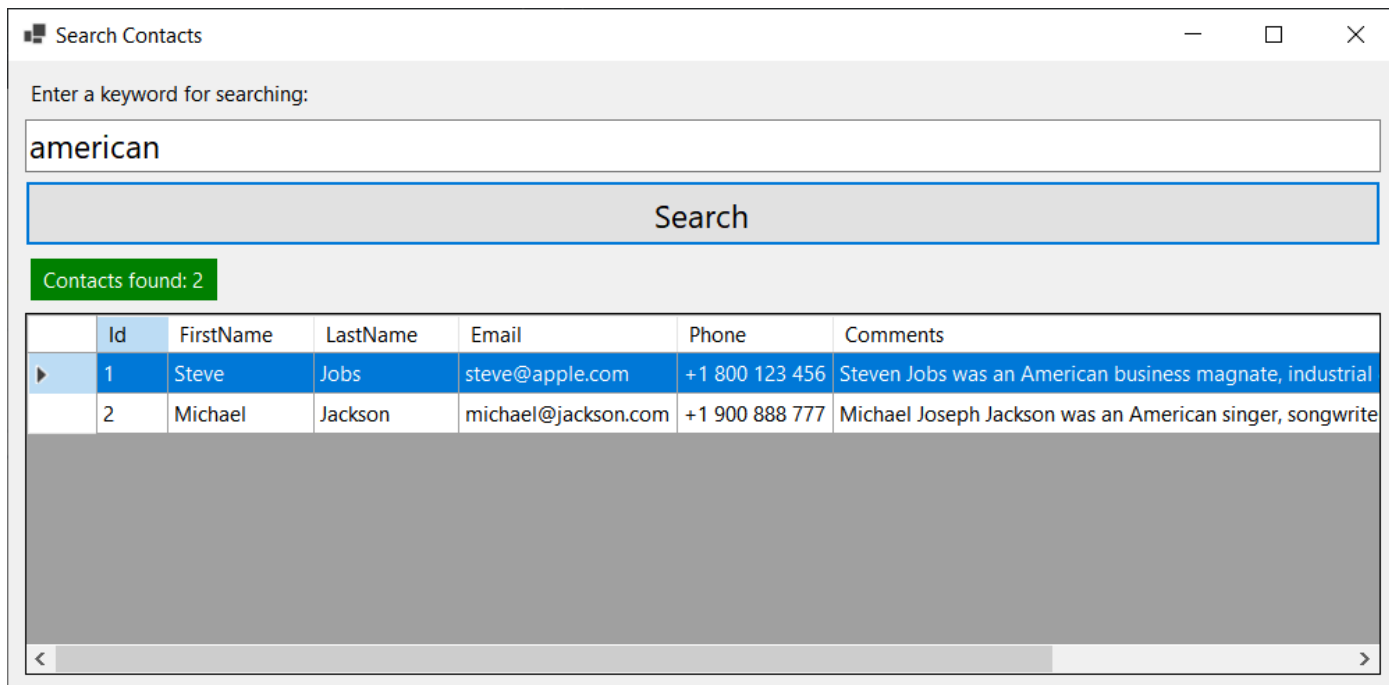 Search Contacts
Enter a keyword for searching:
american
Search
Contacts found: 2
Id FirstName LastName Email Phone Comments
1 Steve Jobs steve@apple.com +1 800 123 456 Steven Jobs was an American business magnate, industrial
2 Michael Jackson michael@jackson.com +1 900 888 777 Michael Joseph Jackson was an American singer, songwrite